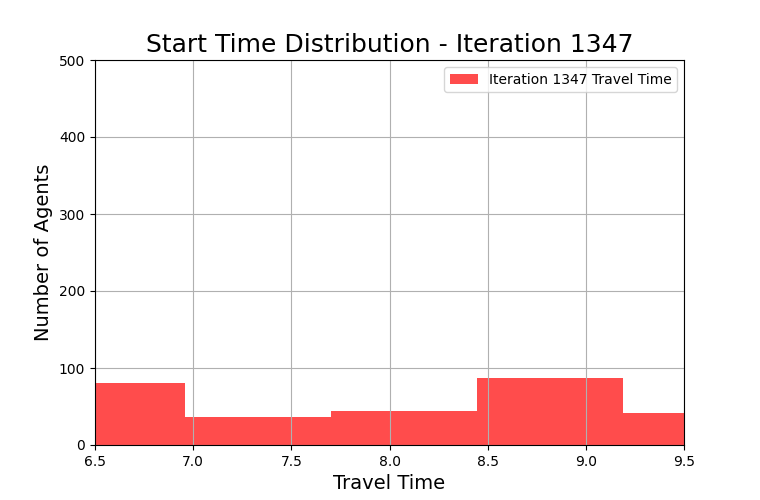 Start Time Distribution - Iteration 1347
500
Iteration 1347 Travel Time
400
300
200
100
0
Number of Agents
6.5 7.0 7.5 8.0 8.5 9.0 9.5
Travel Time